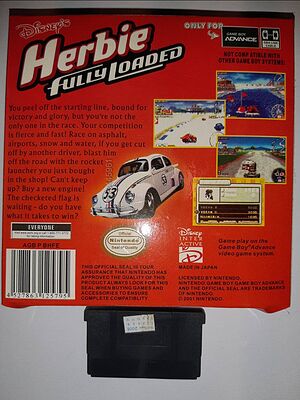 Disney's
ONLY FOR
GAME BOY
ADVANCE
Herbie
FULLY LOADED
NOT COMPATIBLE WITH
OTHER GAME BOY SYSTEMS!
You peel off the starting line, bound for
victory and glory, but you're not the
only one in the race. Your competition
is fierce and fast! Race on asphalt,
airports, snow and water, if you get cut
off by another driver, blast him
off the road with the rocket
launcher you just bought
in the shop! Can't keep
up? Buy a new engine!
The checkered flag is
waiting - do you have
what it takes to win?
EVERYONE
AGB P BHFE
Official
Nintendo
Seal of Quality
DISNEY
INTER
ACTIVE
MADE IN JAPAN
Game play on the
Game Boy Advance
video game system.
4 527863 125795
THIS OFFICIAL SEAL IS YOUR
ASSURANCE THAT NINTENDO HAS
APPROVED THE QUALITY OF THIS
PRODUCT ALWAYS LOOK FOR THIS
SEAL WHEN BUYING GAMES AND
ACCESSORIES TO ENSURE
COMPLETE COMPATIBILITY.
LICENSED BY NINTENDO
NINTENDO GAME BOY GAME BOY ADVANCE
AND THE OFFICIAL SEAL ARE TRADEMARKS
OF NINTENDO.
© 2001 NINTENDO